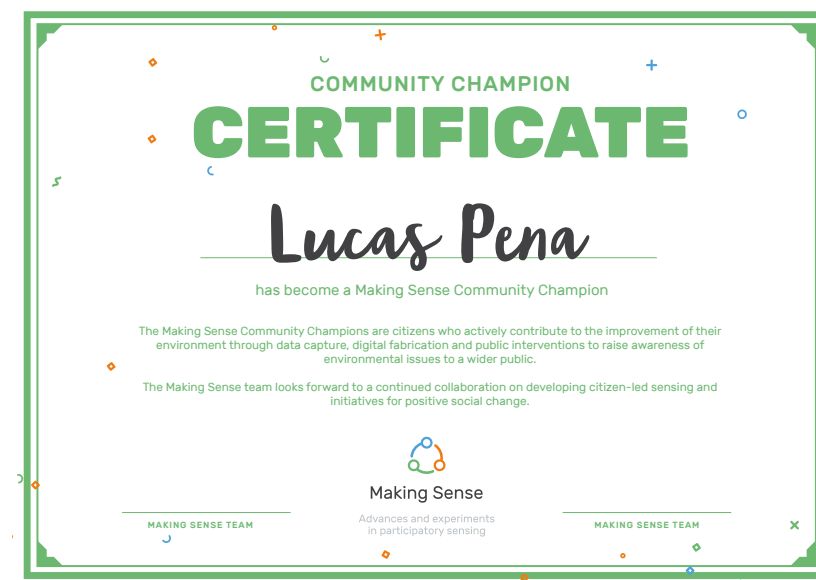 COMMUNITY CHAMPION
CERTIFICATE
Lucas Pena
has become a Making Sense Community Champion
The Making Sense Community Champions are citizens who actively contribute to the improvement of their
environment through data capture, digital fabrication and public interventions to raise awareness of
environmental issues to a wider public.
The Making Sense team looks forward to a continued collaboration on developing citizen-led sensing and
initiatives for positive social change.
Making Sense
Advances and experiments
in participatory sensing
MAKING SENSE TEAM
MAKING SENSE TEAM